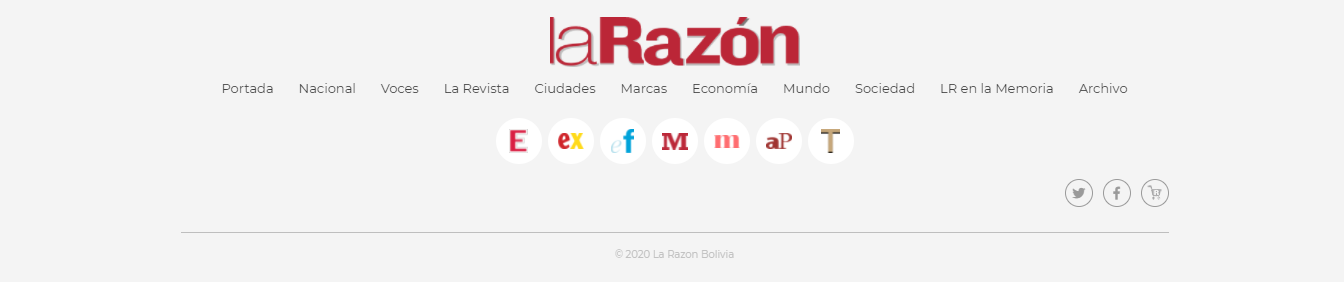 laRazón
Portada Nacional Voces La Revista Ciudades Marcas Economía Mundo Sociedad LR en la Memoria Archivo
E ex ef M m aP T
© 2020 La Razon Bolivia